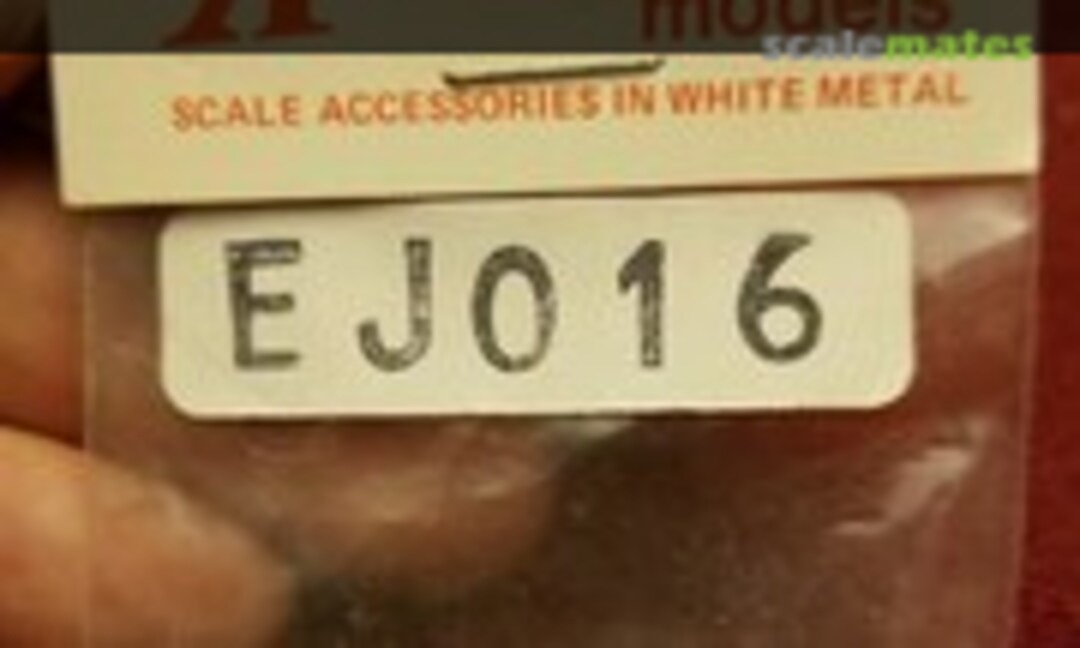 models
scalemates
SCALE ACCESSORIES IN WHITE METAL
EJ016